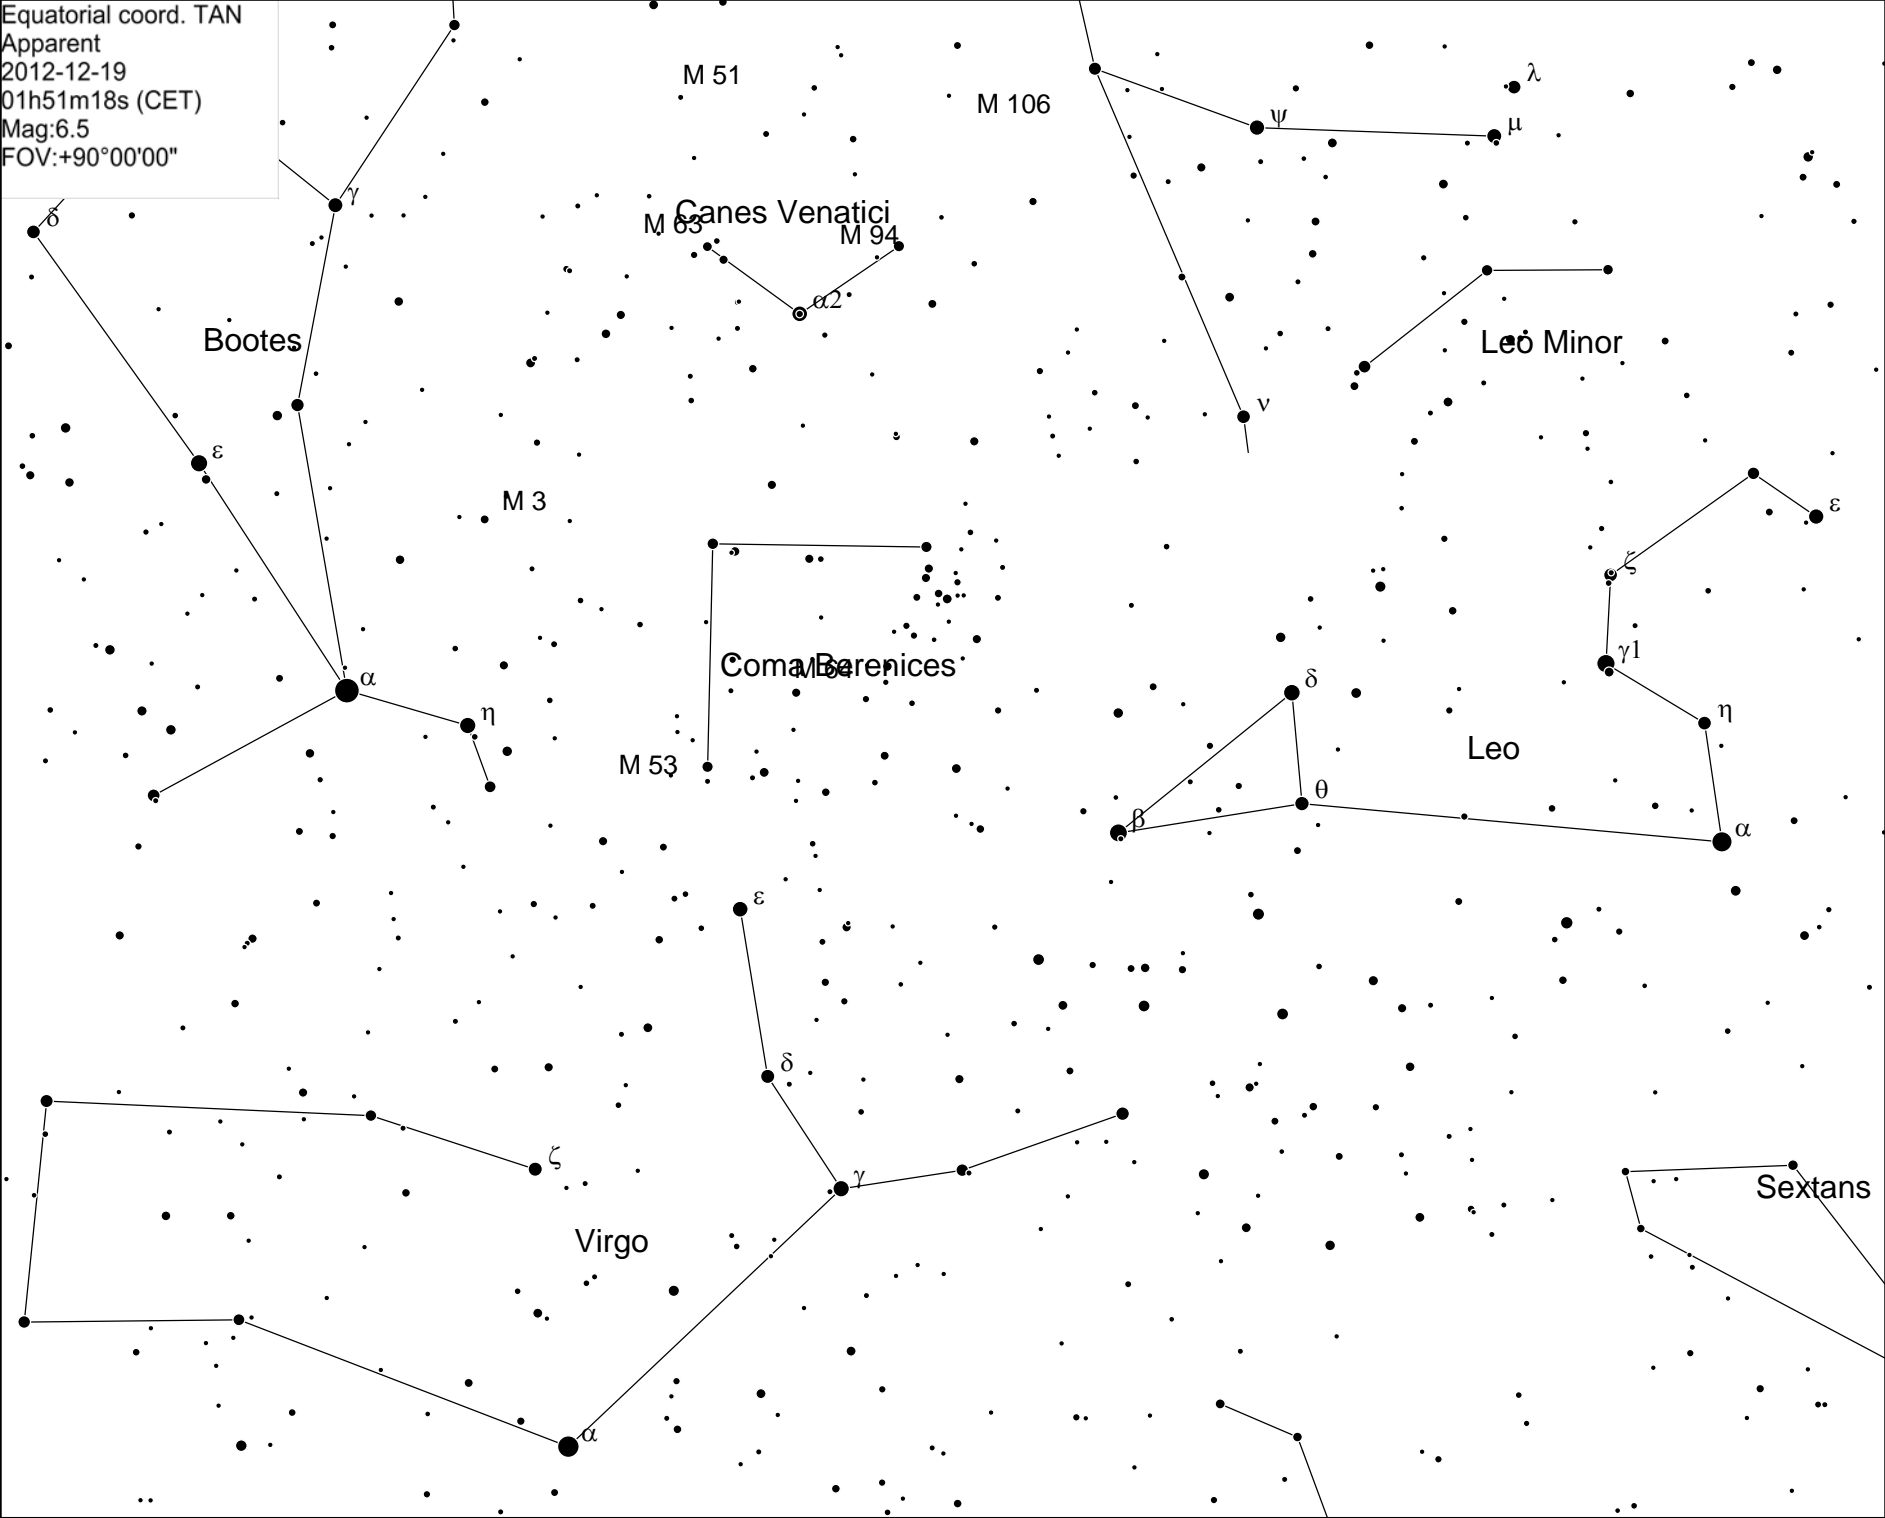 Equatorial coord. TAN
Apparent
2012-12-19
01h51m18s (CET)
Mag:6.5
FOV:+90°00'00"
M 51
M 106
λ
ψ
μ
δ
γ
Canes Venatici
M 63
M 94
α2
Bootes
Leo Minor
ν
ε
M 3
ε
ζ
γ1
Coma Berenices
M 64
α
δ
η
η
Leo
M 53
θ
β
α
ε
δ
ζ
γ
Sextans
Virgo
α